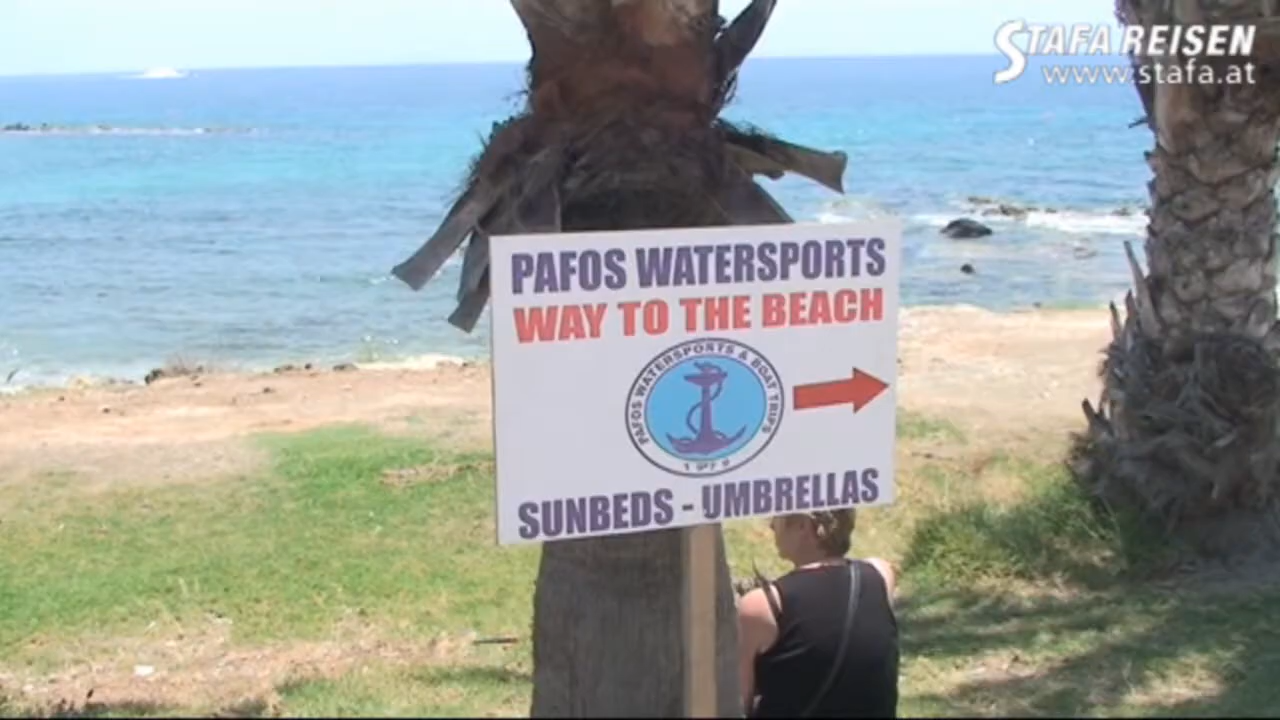 STAFA REISEN
www.stafa.at
PAFOS WATERSPORTS
WAY TO THE BEACH
PAFOS WATERSPORTS & BOAT TRIPS
SUNBEDS - UMBRELLAS